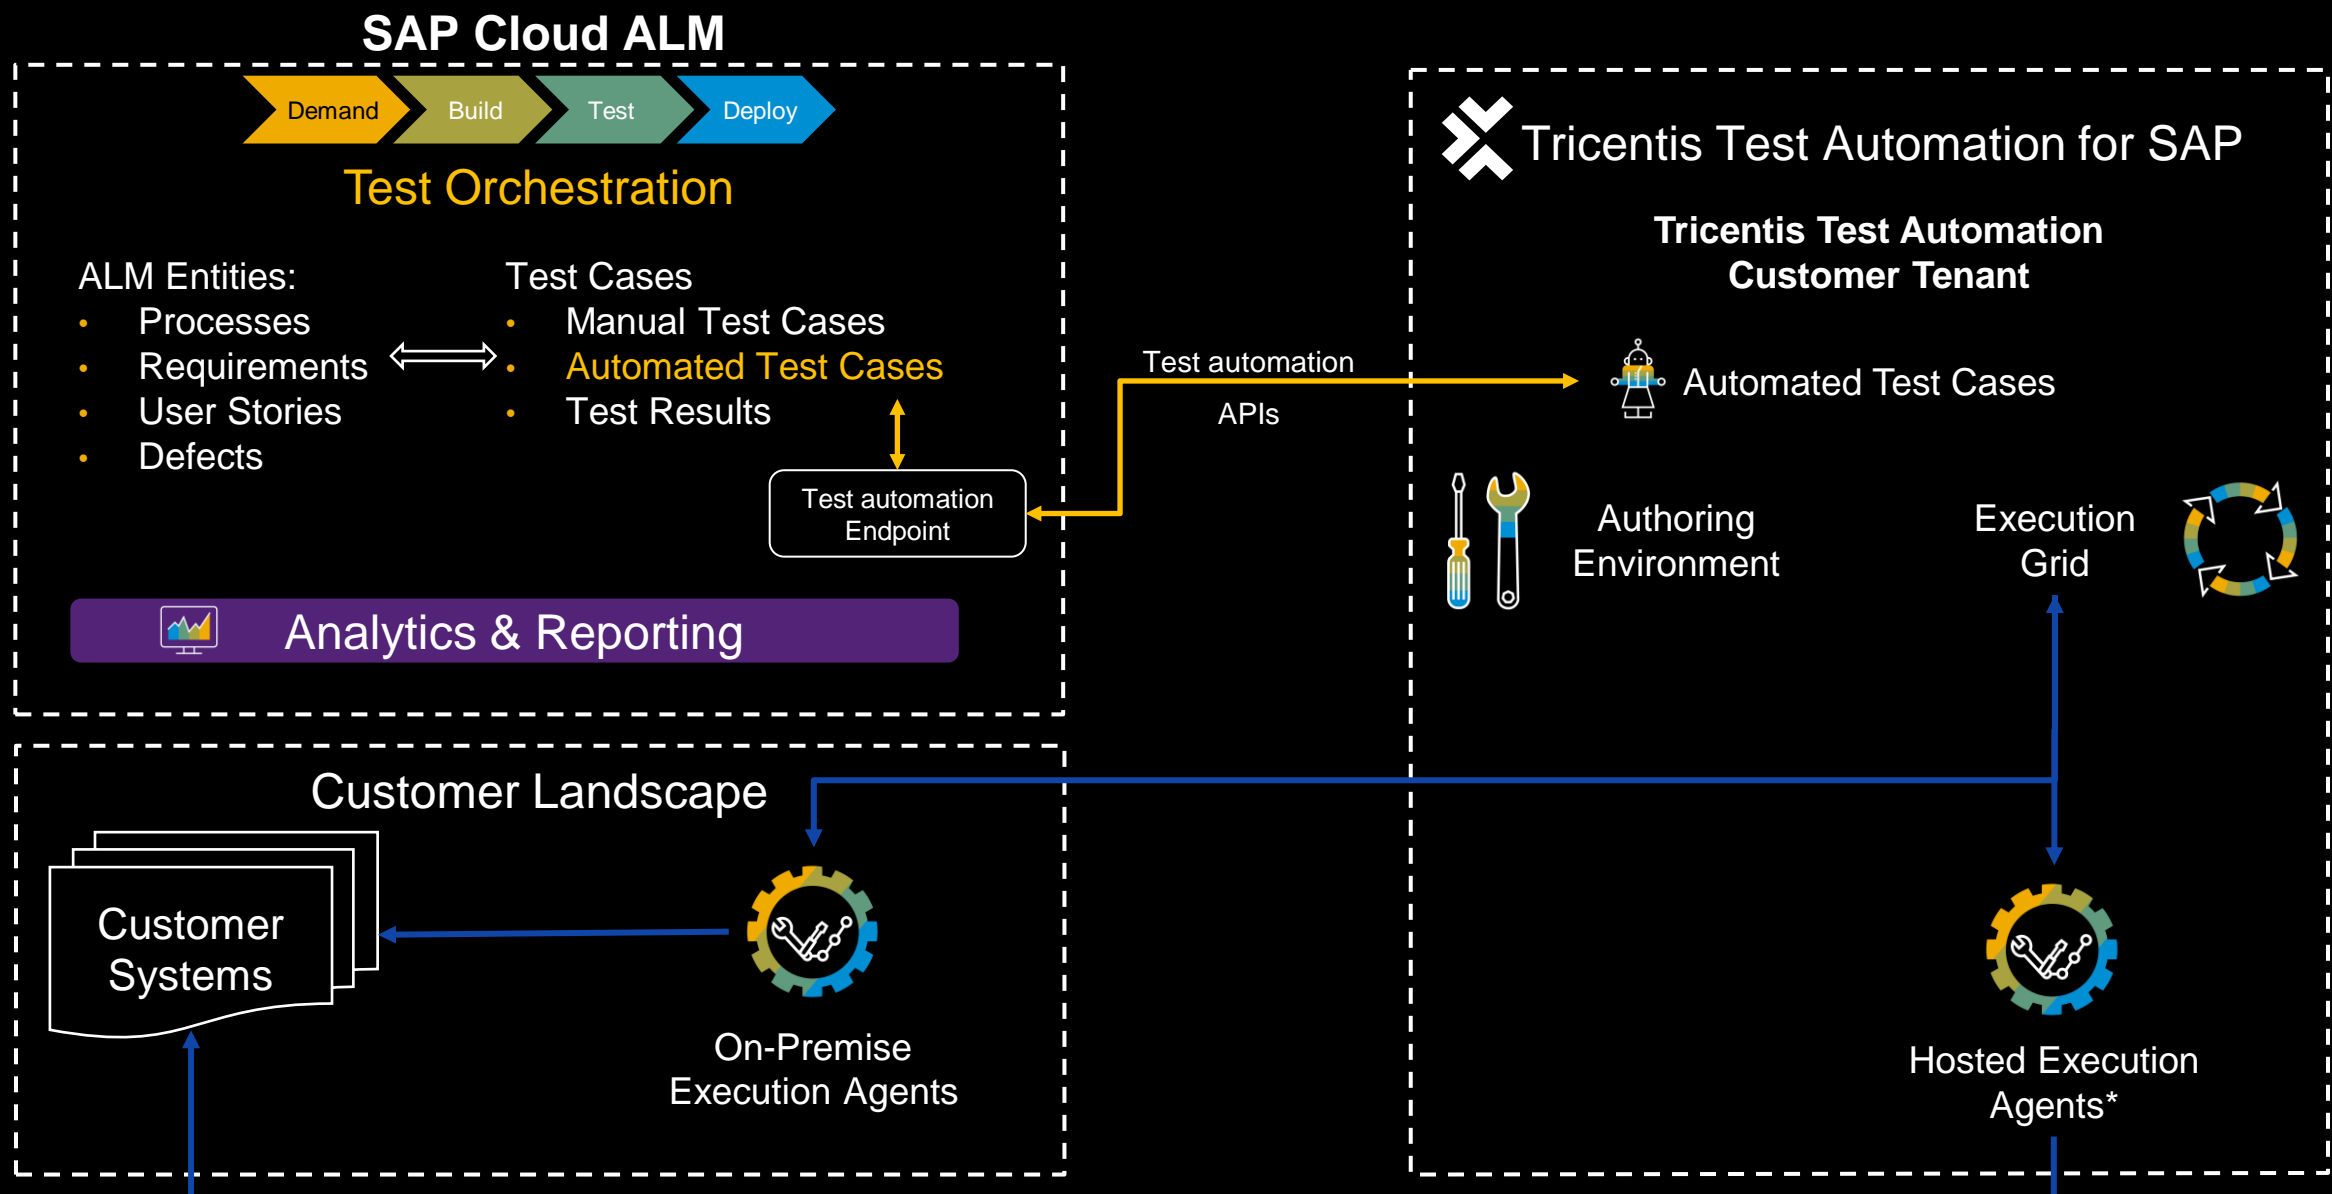 SAP Cloud ALM
Demand
Build
Test
Deploy
Test Orchestration
ALM Entities:
• Processes
• Requirements
• User Stories
• Defects
Test Cases
• Manual Test Cases
• Automated Test Cases
• Test Results
Test automation
Endpoint
Analytics & Reporting
Test automation
APIs
Tricentis Test Automation for SAP
Tricentis Test Automation
Customer Tenant
Automated Test Cases
Authoring
Environment
Execution
Grid
Customer Landscape
Customer
Systems
On-Premise
Execution Agents
Hosted Execution
Agents*